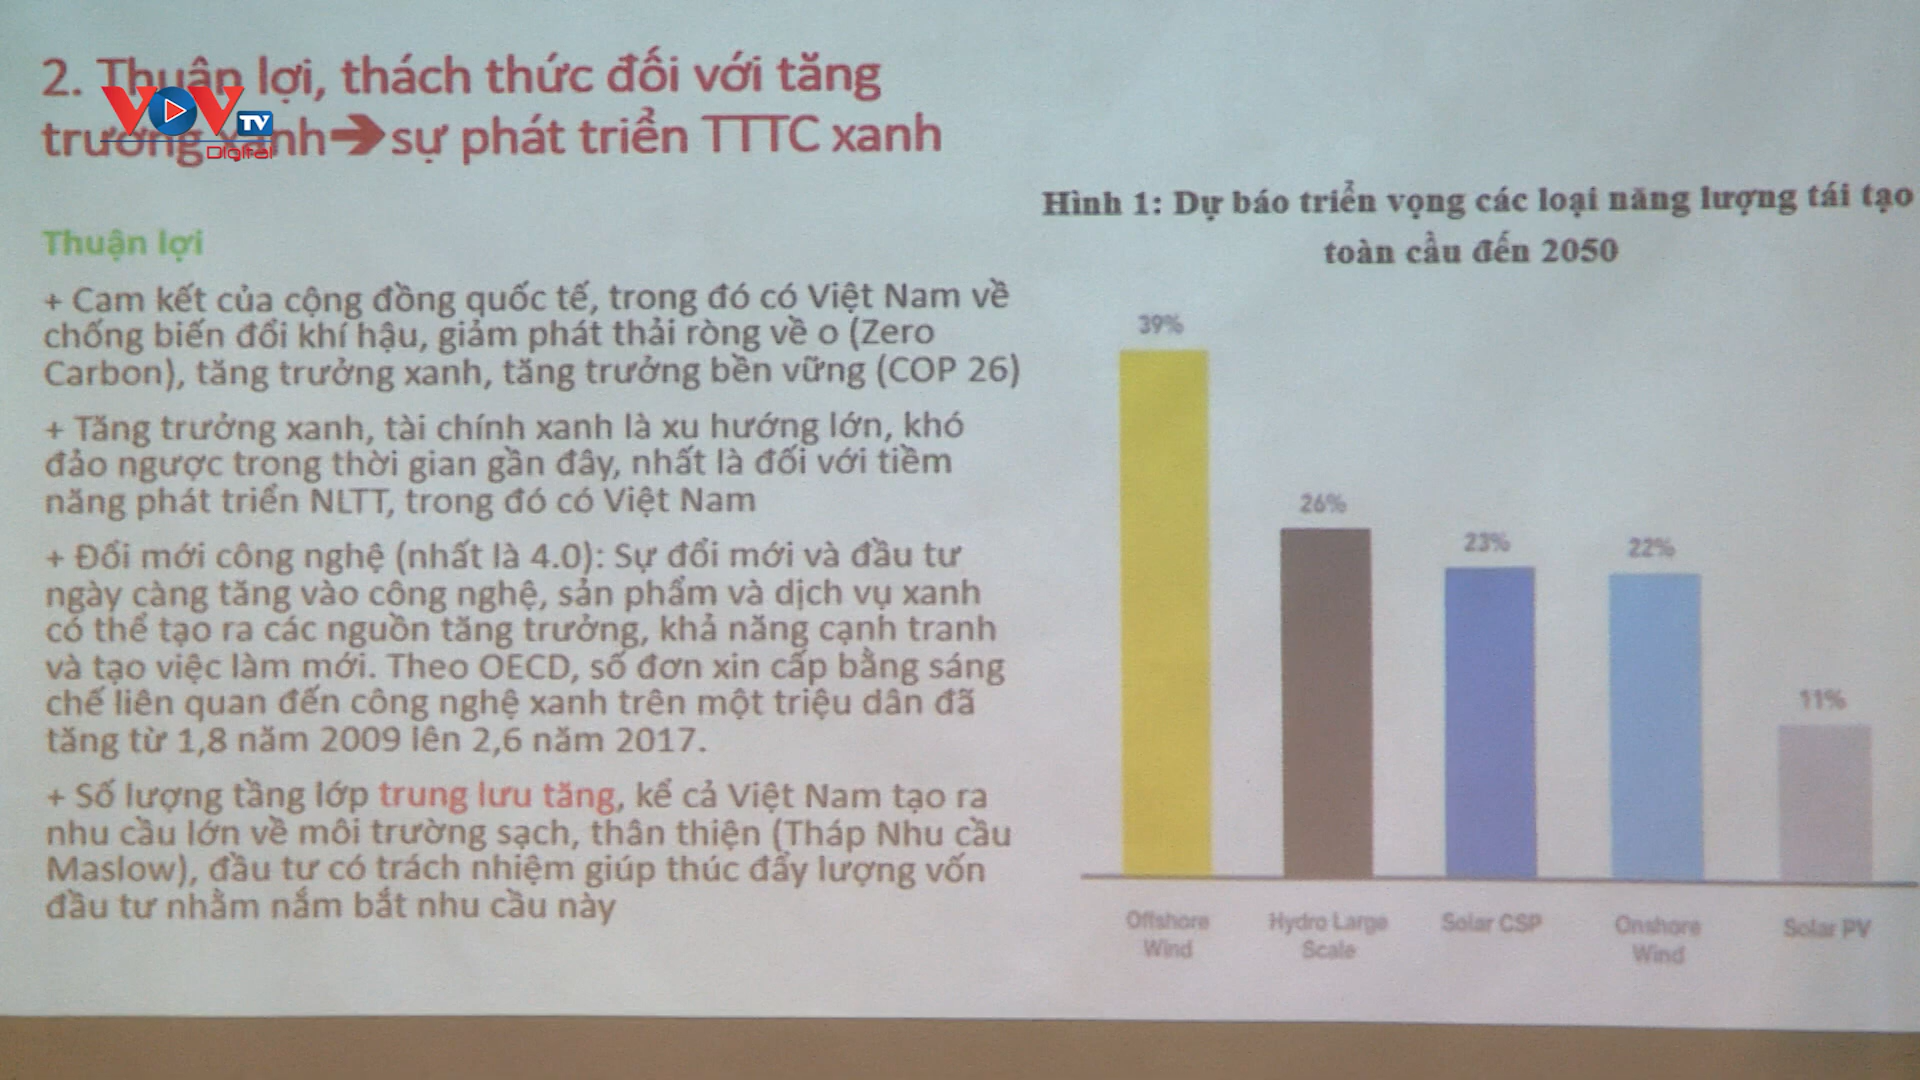 2. Thuận lợi, thách thức đối với tăng
trưởng xanh➔sự phát triển TTTC xanh
VOV TV
Digital
Thuận lợi
+ Cam kết của cộng đồng quốc tế, trong đó có Việt Nam về
chống biến đổi khí hậu, giảm phát thải ròng về 0 (Zero
Carbon), tăng trưởng xanh, tăng trưởng bền vững (COP 26)
+ Tăng trưởng xanh, tài chính xanh là xu hướng lớn, khó
đảo ngược trong thời gian gần đây, nhất là đối với tiềm
năng phát triển NLTT, trong đó có Việt Nam
+ Đổi mới công nghệ (nhất là 4.0): Sự đổi mới và đầu tư
ngày càng tăng vào công nghệ, sản phẩm và dịch vụ xanh
có thể tạo ra các nguồn tăng trưởng, khả năng cạnh tranh
và tạo việc làm mới. Theo OECD, số đơn xin cấp bằng sáng
chế liên quan đến công nghệ xanh trên một triệu dân đã
tăng từ 1,8 năm 2009 lên 2,6 năm 2017.
+ Số lượng tầng lớp trung lưu tăng, kể cả Việt Nam tạo ra
nhu cầu lớn về môi trường sạch, thân thiện (Tháp Nhu cầu
Maslow), đầu tư có trách nhiệm giúp thúc đẩy lượng vốn
đầu tư nhằm nắm bắt nhu cầu này
Hình 1: Dự báo triển vọng các loại năng lượng tái tạo
toàn cầu đến 2050
39%
26%
23%
22%
11%
Offshore
Wind
Hydro Large
Scale
Solar CSP
Onshore
Wind
Solar PV